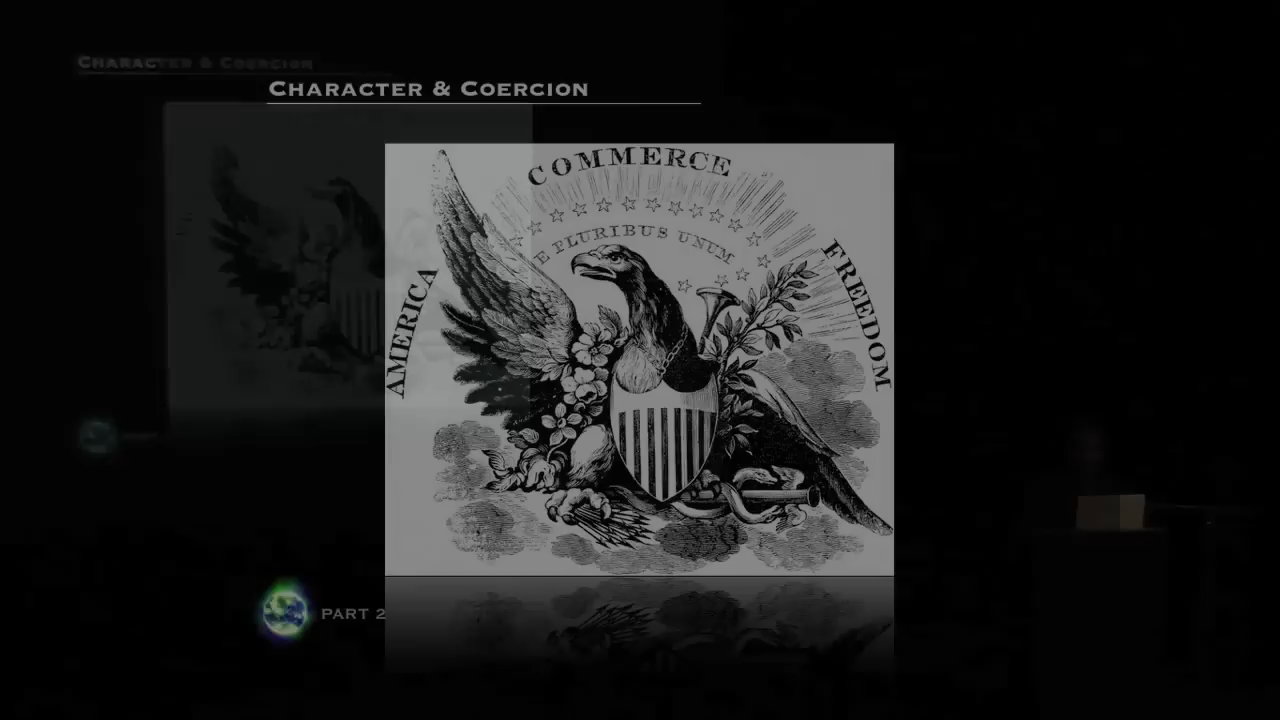 CHARACTER & COERCION
CHARACTER & COERCION
COMMERCE
E PLURIBUS UNUM
AMERICA
FREEDOM
PART 2